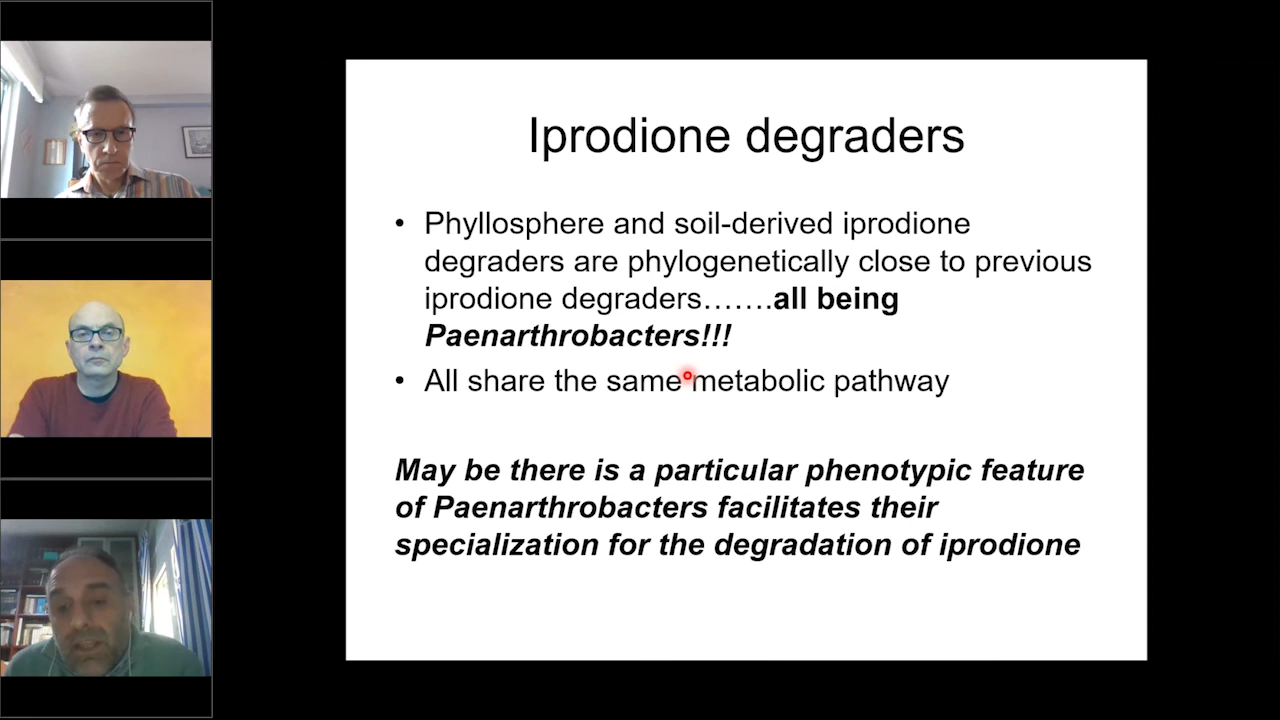 Iprodione degraders
• Phyllosphere and soil-derived iprodione
degraders are phylogenetically close to previous
iprodione degraders…….all being
Paenarthrobacters!!!
• All share the same metabolic pathway
May be there is a particular phenotypic feature
of Paenarthrobacters facilitates their
specialization for the degradation of iprodione